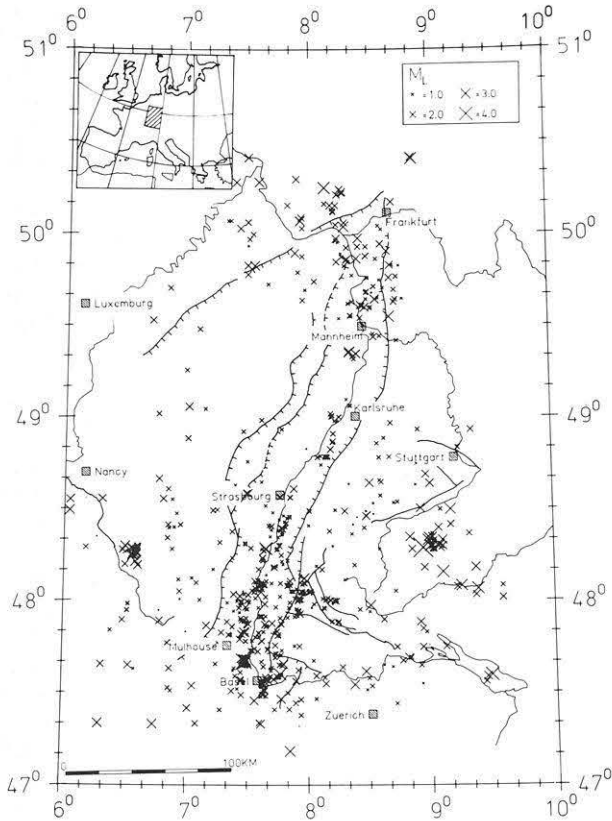 6⁰ 7⁰ 8⁰ 9⁰ 10⁰
51⁰ 51⁰
M_L
×=1.0 ×=3.0
×=2.0 ×=4.0
50⁰ 50⁰
Frankfurt
Luxemburg
Mannheim
49⁰ 49⁰
Karlsruhe
Stuttgart
Nancy
Strasbourg
48⁰ 48⁰
Mulhouse
Basel
Zuerich
0 100KM
47⁰ 47⁰
6⁰ 7⁰ 8⁰ 9⁰ 10⁰